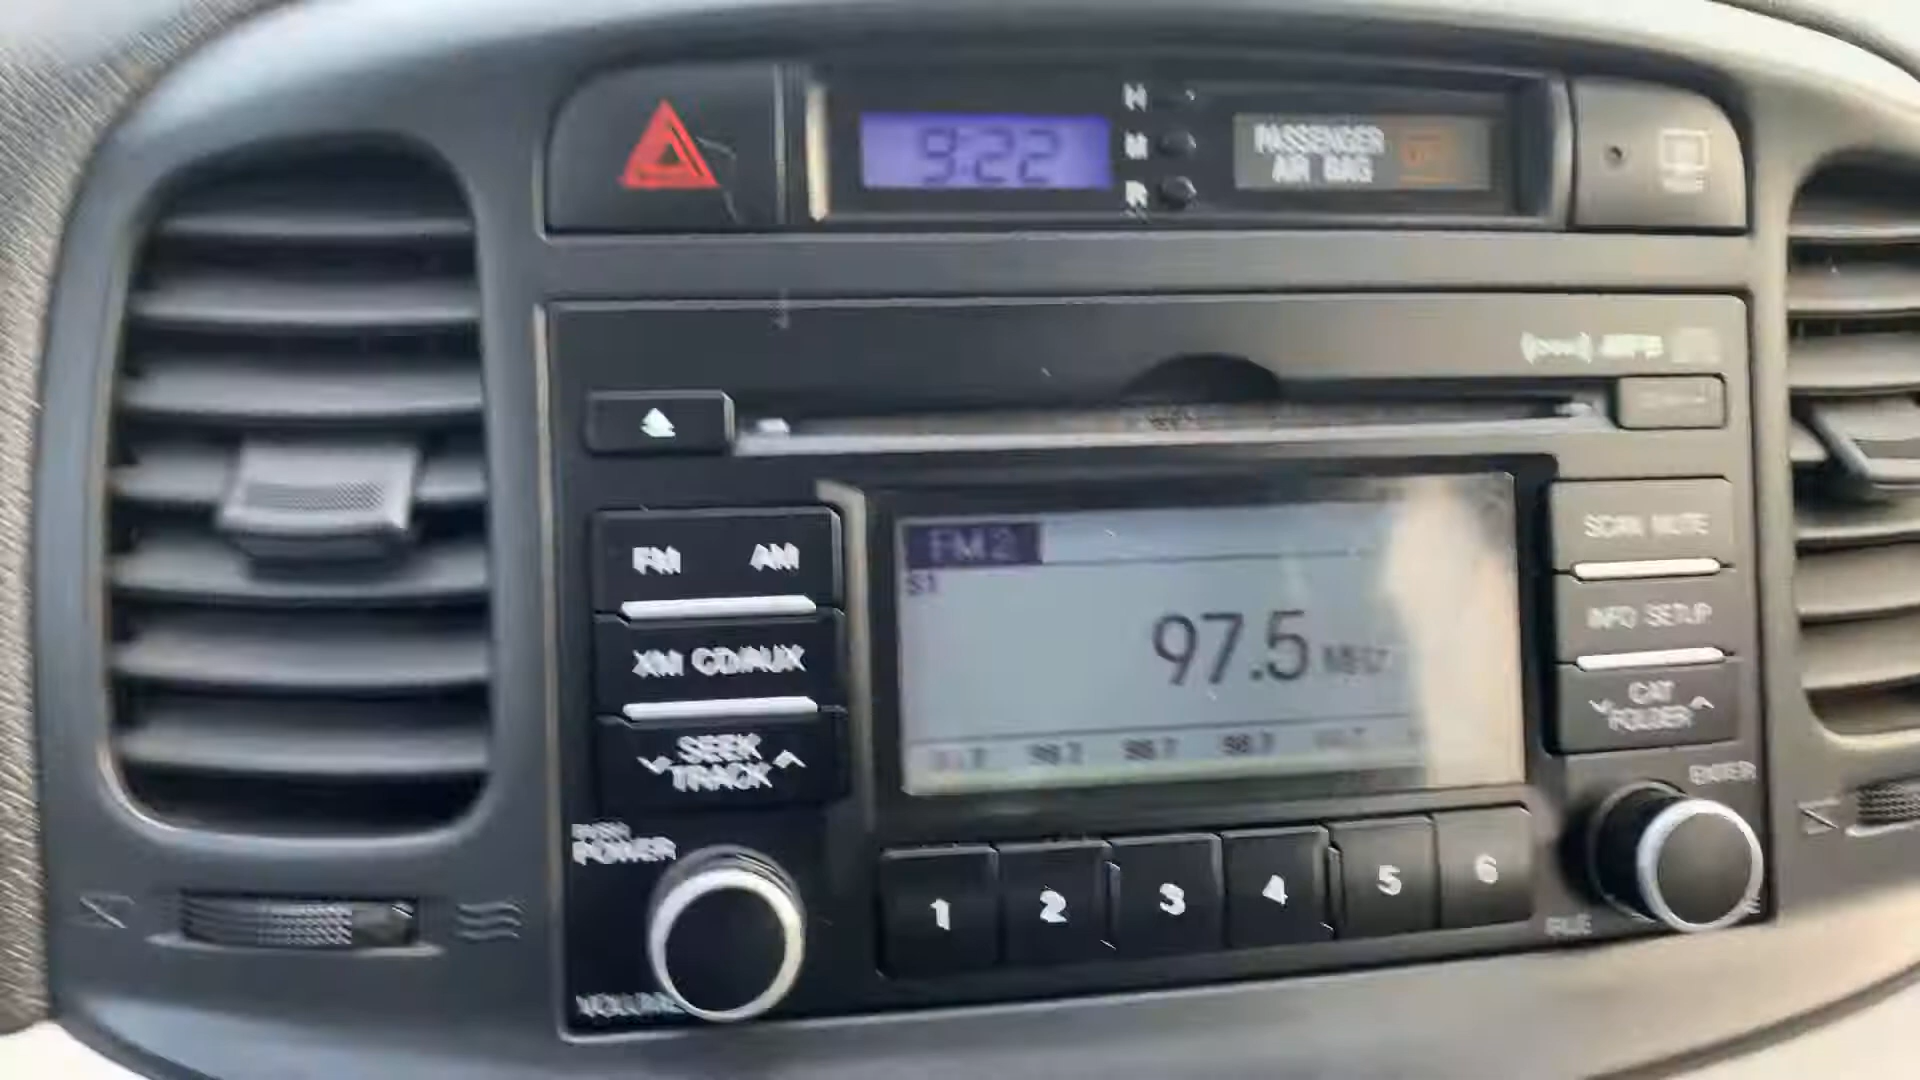 9:22
H
M
R
PASSENGER
AIR BAG
FM AM
XM CD/AUX
SEEK
TRACK
FM2
S1
97.5 MHZ
SCAN MUTE
INFO SETUP
CAT
FOLDER
ENTER
PUSH
POWER
VOLUME
1 2 3 4 5 6